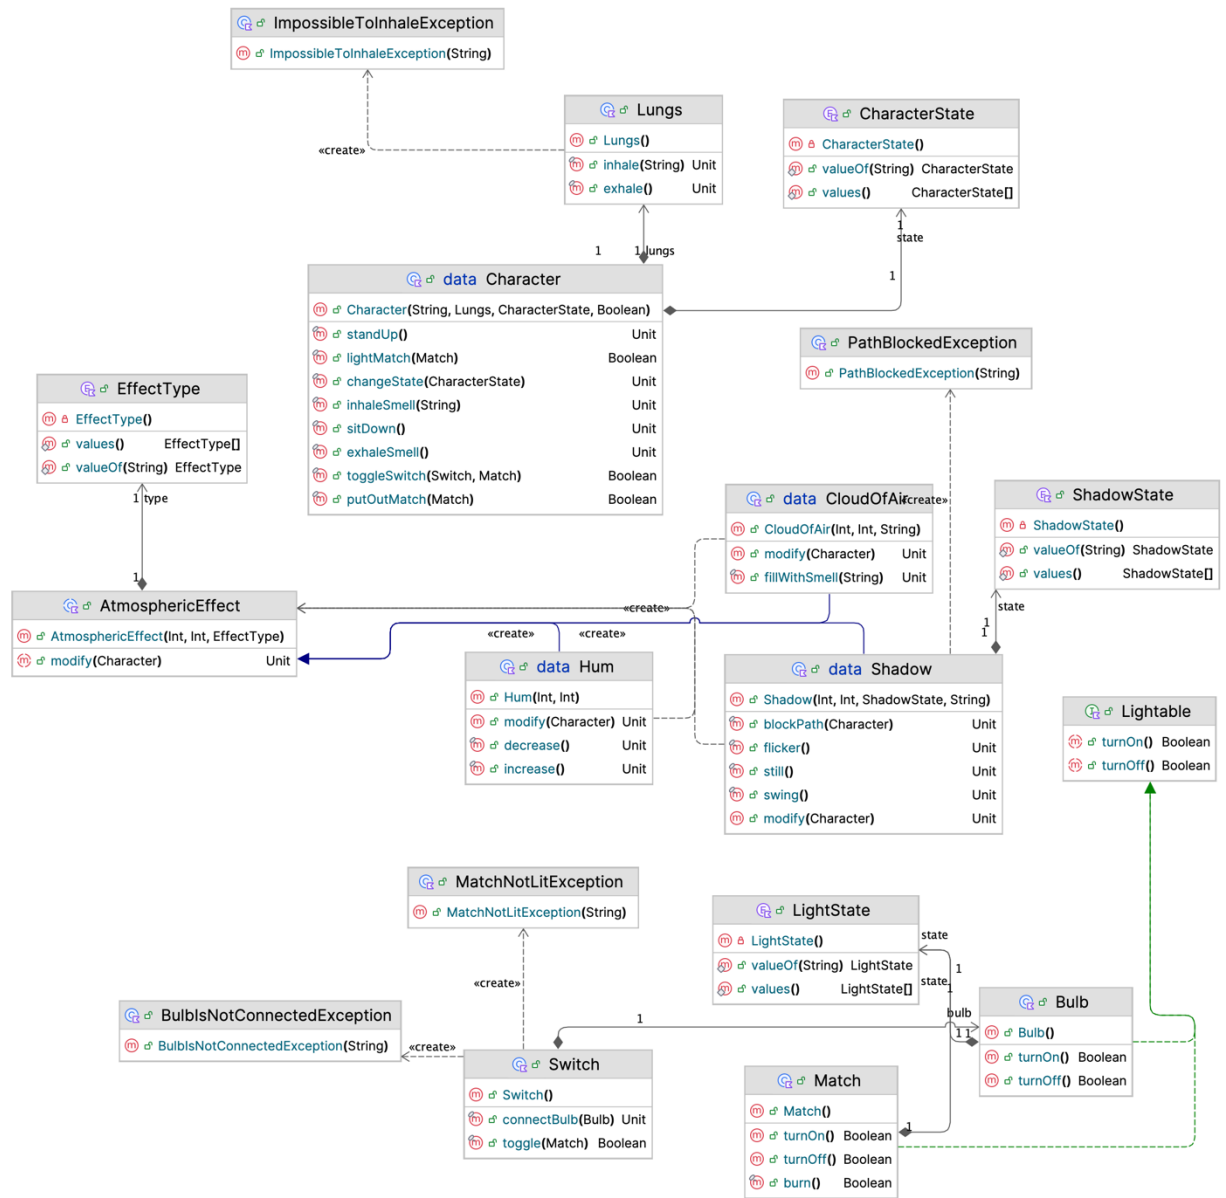 ImpossibleToInhaleException
ImpossibleToInhaleException(String)
«create»
Lungs
Lungs()
inhale(String) Unit
exhale() Unit
CharacterState
CharacterState()
valueOf(String) CharacterState
values() CharacterState[]
1
1 lungs
1
state
1
data Character
Character(String, Lungs, CharacterState, Boolean)
standUp() Unit
lightMatch(Match) Boolean
changeState(CharacterState) Unit
inhaleSmell(String) Unit
sitDown() Unit
exhaleSmell() Unit
toggleSwitch(Switch, Match) Boolean
putOutMatch(Match) Boolean
PathBlockedException
PathBlockedException(String)
EffectType
EffectType()
values() EffectType[]
valueOf(String) EffectType
1 type
1
data CloudOfAir
«create»
CloudOfAir(Int, Int, String)
modify(Character) Unit
fillWithSmell(String) Unit
ShadowState
ShadowState()
valueOf(String) ShadowState
values() ShadowState[]
state
1
1
AtmosphericEffect
AtmosphericEffect(Int, Int, EffectType)
modify(Character) Unit
«create»
«create»
«create»
data Hum
Hum(Int, Int)
modify(Character) Unit
decrease() Unit
increase() Unit
data Shadow
Shadow(Int, Int, ShadowState, String)
blockPath(Character) Unit
flicker() Unit
still() Unit
swing() Unit
modify(Character) Unit
Lightable
turnOn() Boolean
turnOff() Boolean
MatchNotLitException
MatchNotLitException(String)
«create»
LightState
LightState()
valueOf(String) LightState
values() LightState[]
state
1
state
1
BulbIsNotConnectedException
BulbIsNotConnectedException(String)
«create»
1
bulb
1
1
Bulb
Bulb()
turnOn() Boolean
turnOff() Boolean
Switch
Switch()
connectBulb(Bulb) Unit
toggle(Match) Boolean
Match
Match()
turnOn() Boolean
turnOff() Boolean
burn() Boolean
1